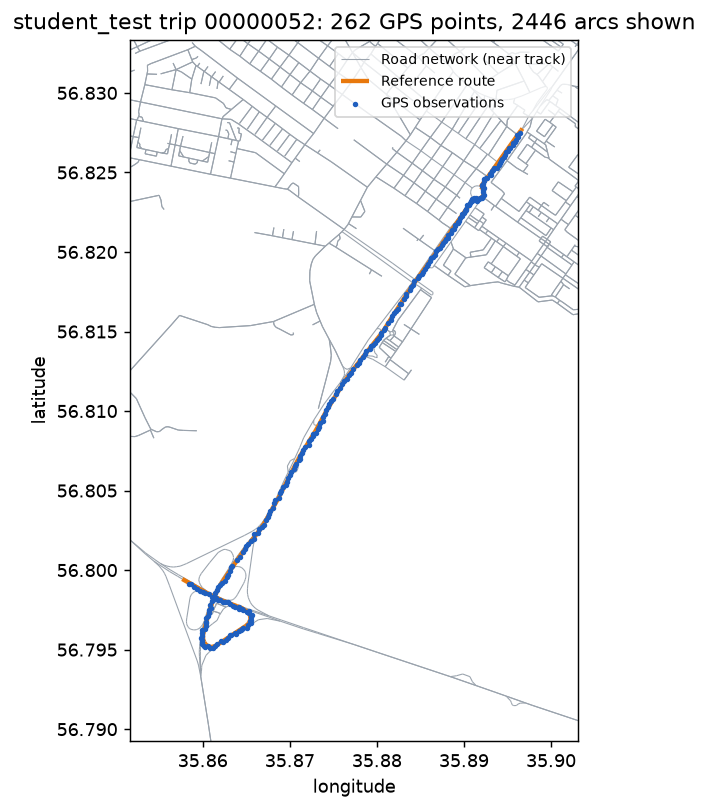 student_test trip 00000052: 262 GPS points, 2446 arcs shown
Road network (near track)
Reference route
GPS observations
56.830
56.825
56.820
56.815
56.810
56.805
56.800
56.795
56.790
latitude
35.86 35.87 35.88 35.89 35.90
longitude